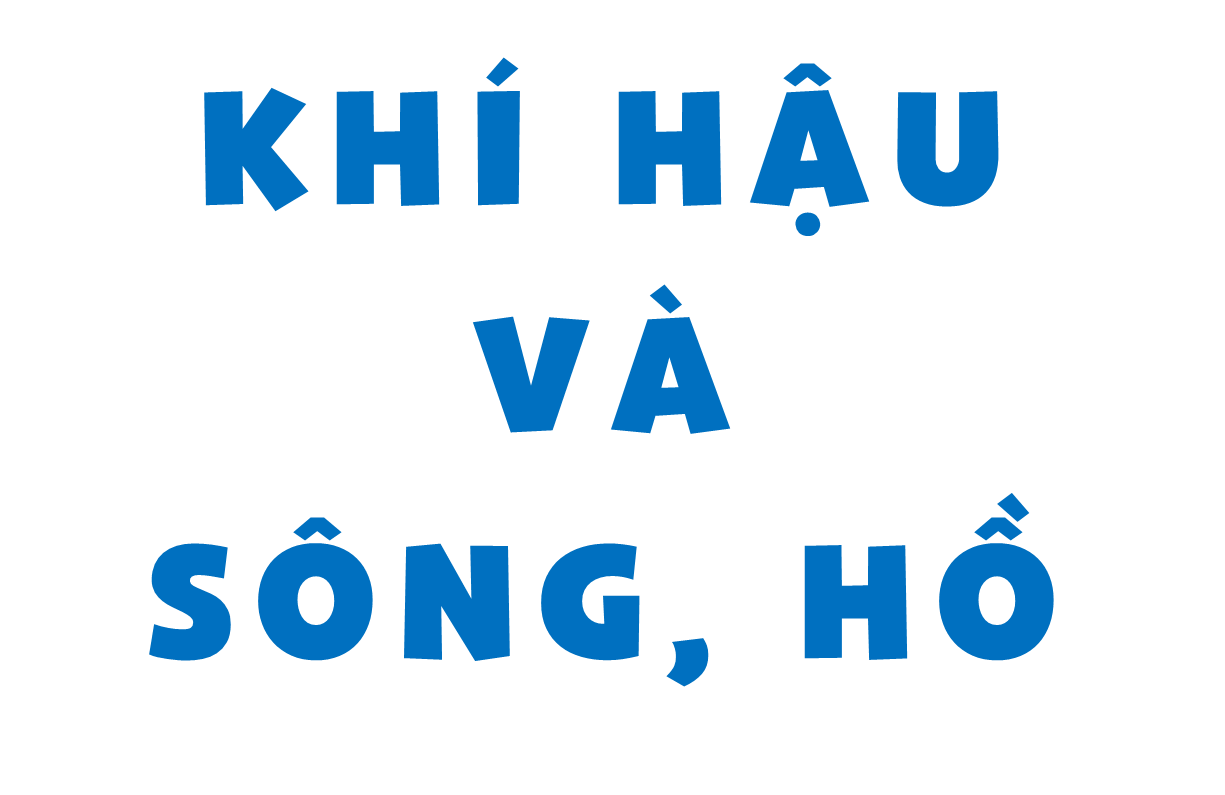 KHÍ HẬU
VÀ
SÔNG, HỒ